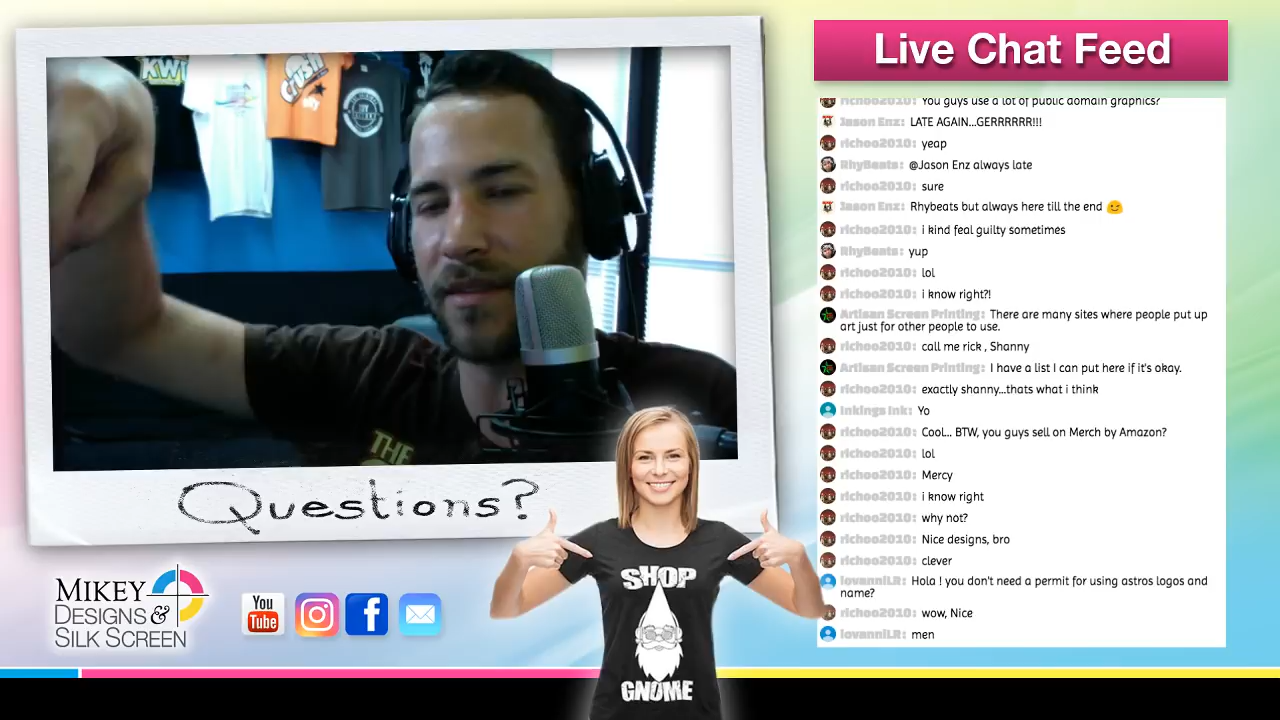 KWI
Crush
THE
Questions?
MIKEY
DESIGNS &
SILK SCREEN
You
Tube
SHOP
GNOME
Live Chat Feed
richoo2010: You guys use a lot of public domain graphics?
Jason Enz: LATE AGAIN...GERRRRRR!!!
richoo2010: yeap
RhyBeats: @Jason Enz always late
richoo2010: sure
Jason Enz: Rhybeats but always here till the end 😉
richoo2010: i kind feal guilty sometimes
RhyBeats: yup
richoo2010: lol
richoo2010: i know right?!
Artisan Screen Printing: There are many sites where people put up
art just for other people to use.
richoo2010: call me rick , Shanny
Artisan Screen Printing: I have a list I can put here if it's okay.
richoo2010: exactly shanny...thats what i think
Inkings Ink: Yo
richoo2010: Cool... BTW, you guys sell on Merch by Amazon?
richoo2010: lol
richoo2010: Mercy
richoo2010: i know right
richoo2010: why not?
richoo2010: Nice designs, bro
richoo2010: clever
iovanniLR: Hola ! you don't need a permit for using astros logos and
name?
richoo2010: wow, Nice
iovanniLR: men